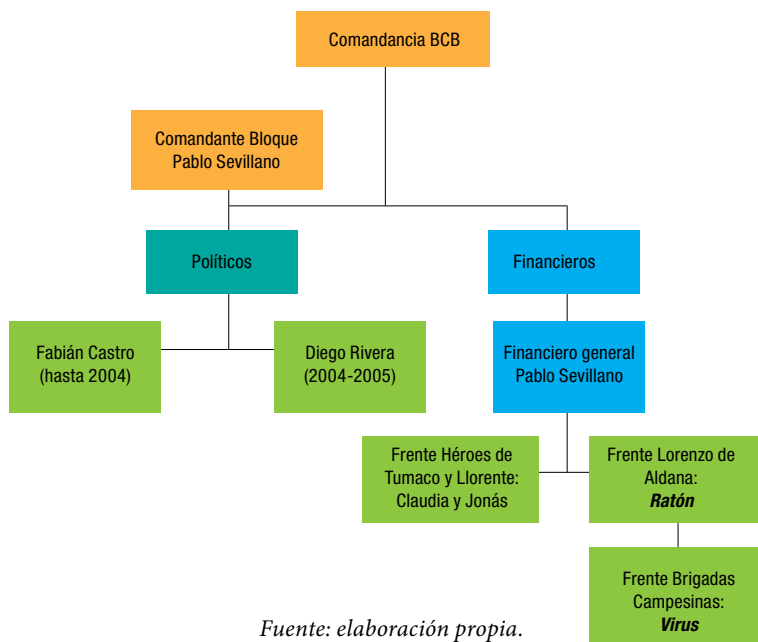 Comandancia BCB
Comandante Bloque
Pablo Sevillano
Políticos
Financieros
Fabián Castro
(hasta 2004)
Diego Rivera
(2004-2005)
Financiero general
Pablo Sevillano
Frente Héroes de
Tumaco y Llorente:
Claudia y Jonás
Frente Lorenzo de
Aldana:
Ratón
Frente Brigadas
Campesinas:
Virus
Fuente: elaboración propia.